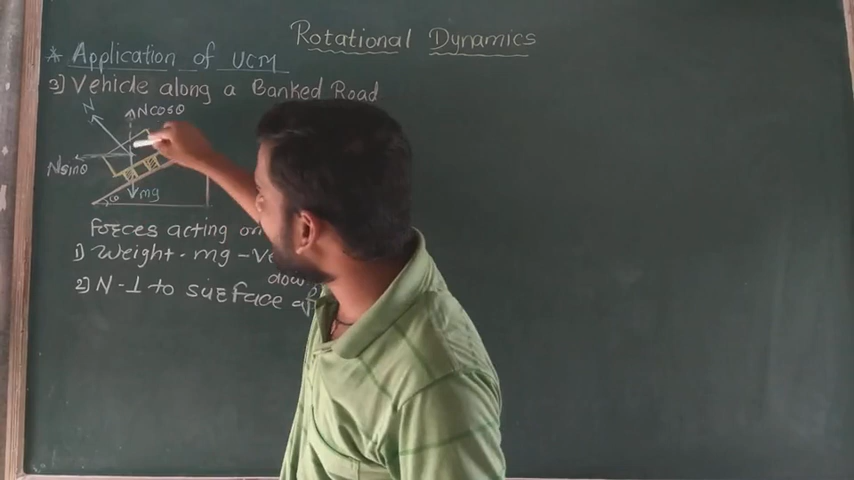 Rotational Dynamics
* Application of UCM
3] Vehicle along a Banked Road
N
Ncosθ
Nsinθ
mg
θ
Forces acting on
1) Weight - mg -
2) N - ⊥ to surface of